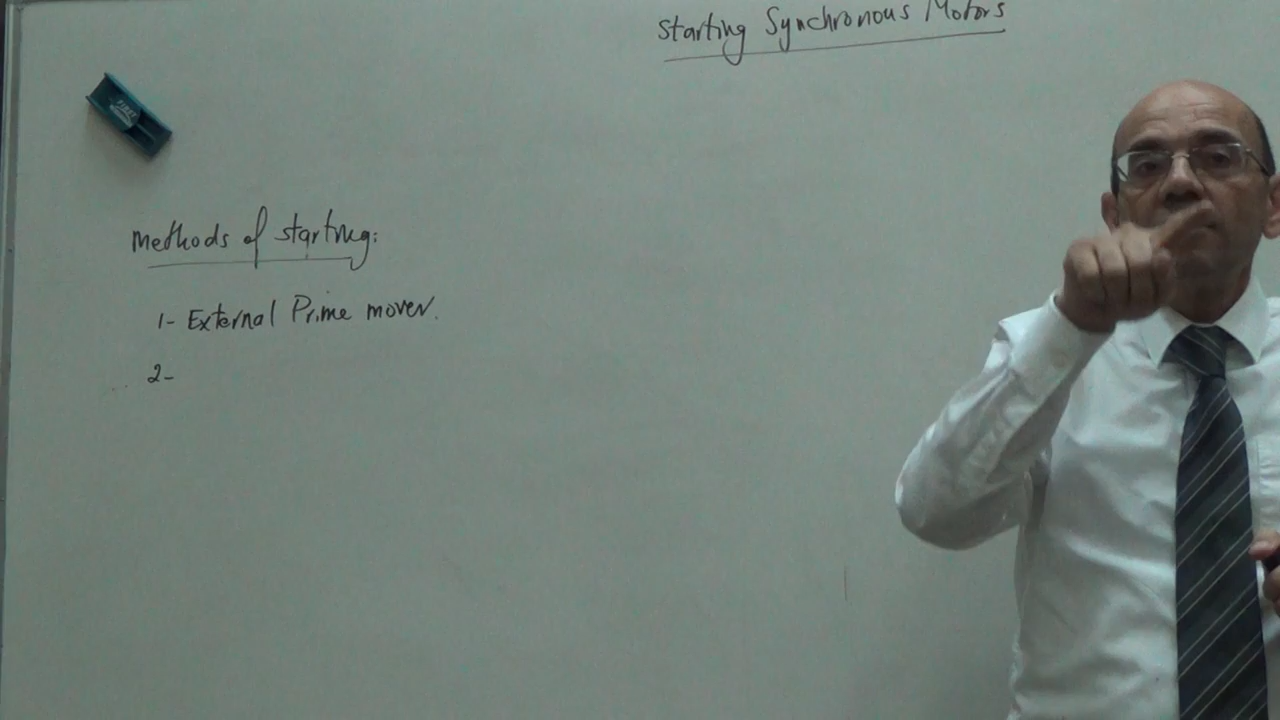 Starting Synchronous Motors
Methods of starting:
1- External Prime mover.
2-